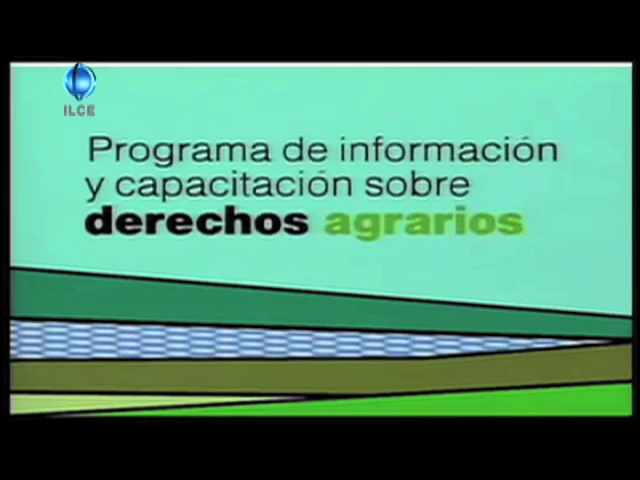 ILCE
Programa de información
y capacitación sobre
derechos agrarios